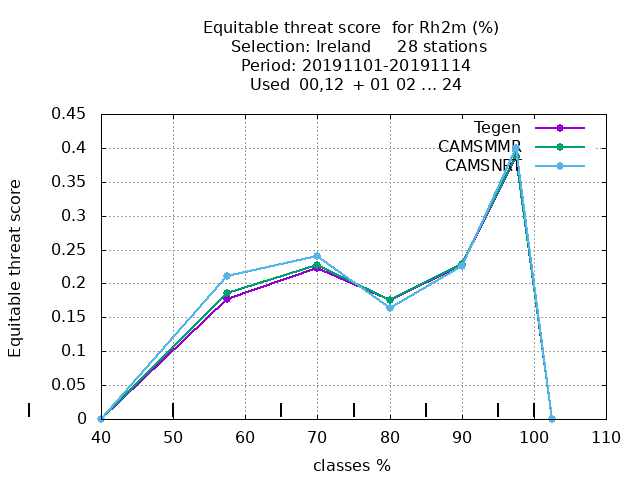 Equitable threat score for Rh2m (%)
Selection: Ireland 28 stations
Period: 20191101-20191114
Used 00,12 + 01 02 ... 24
0.45
0.4
0.35
0.3
0.25
0.2
0.15
0.1
0.05
0
Equitable threat score
Tegen
CAMSMMR
CAMSNRT
40 50 60 70 80 90 100 110
classes %